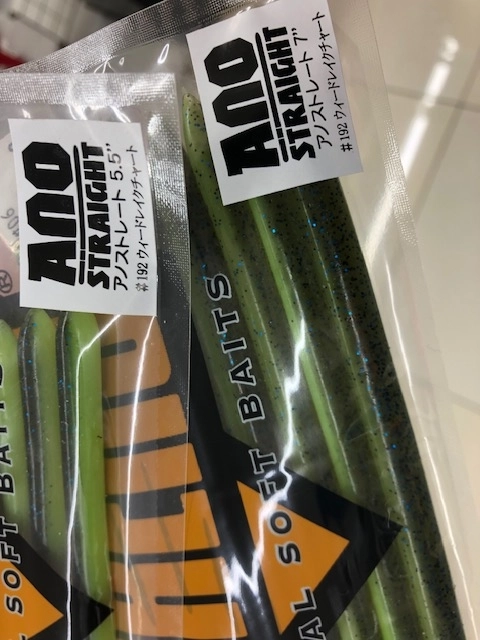 ANO
STRAIGHT
アノストレート 5.5"
#192 ウィードレイクチャート
ANO
STRAIGHT
アノストレート 7"
#192 ウィードレイクチャート
SOFT BAITS
AL SOFT BAITS